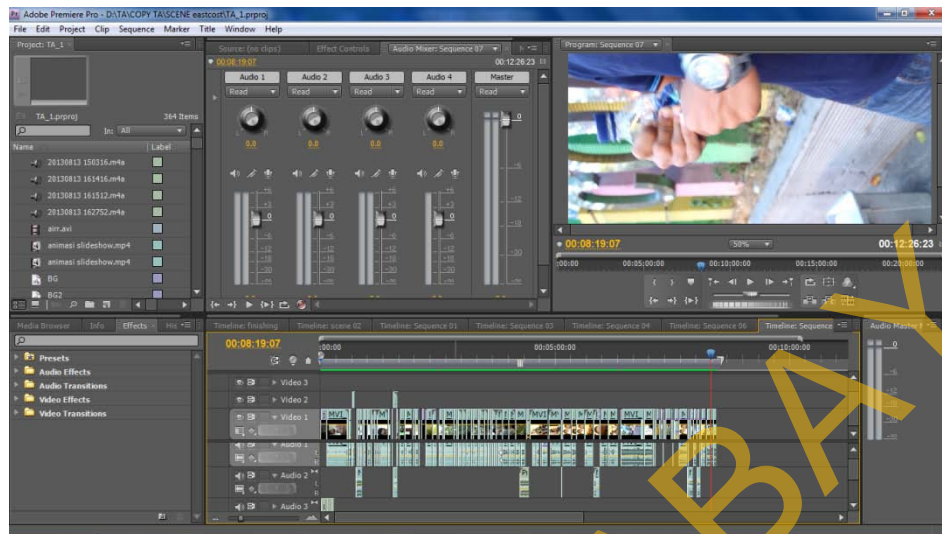 Adobe Premiere Pro - D:\TA\COPY TA\SCENE eastcost\TA_1.prproj
File Edit Project Clip Sequence Marker Title Window Help
Project: TA_1
Source: (no clips) Effect Controls Audio Mixer: Sequence 07
Program: Sequence 07
00:08:19:07 00:12:26:23
Audio 1 Audio 2 Audio 3 Audio 4 Master
Read Read Read Read Read
TA_1.prproj 364 Items
In: All
L R L R L R L R
0.0 0.0 0.0 0.0
Name Label
20130813 150316.m4a
20130813 161416.m4a
20130813 161512.m4a
20130813 162752.m4a
airr.avi
animasi slideshow.mp4
animasi slideshow.mp4
BG
BG2
00:08:19:07 50% 00:12:26:23
:00:00 00:05:00:00 00:10:00:00 00:15:00:00 00:20:00:00
Media Browser Info Effects
Timeline: finishing Timeline: scene 02 Timeline: Sequence 01 Timeline: Sequence 03 Timeline: Sequence 04 Timeline: Sequence 06 Timeline: Sequence
Audio Master
00:08:19:07
:00:00 00:05:00:00 00:10:00:00
Presets
Audio Effects
Audio Transitions
Video Effects
Video Transitions
Video 3
Video 2
Video 1
Audio 1
Audio 2
Audio 3
BAY